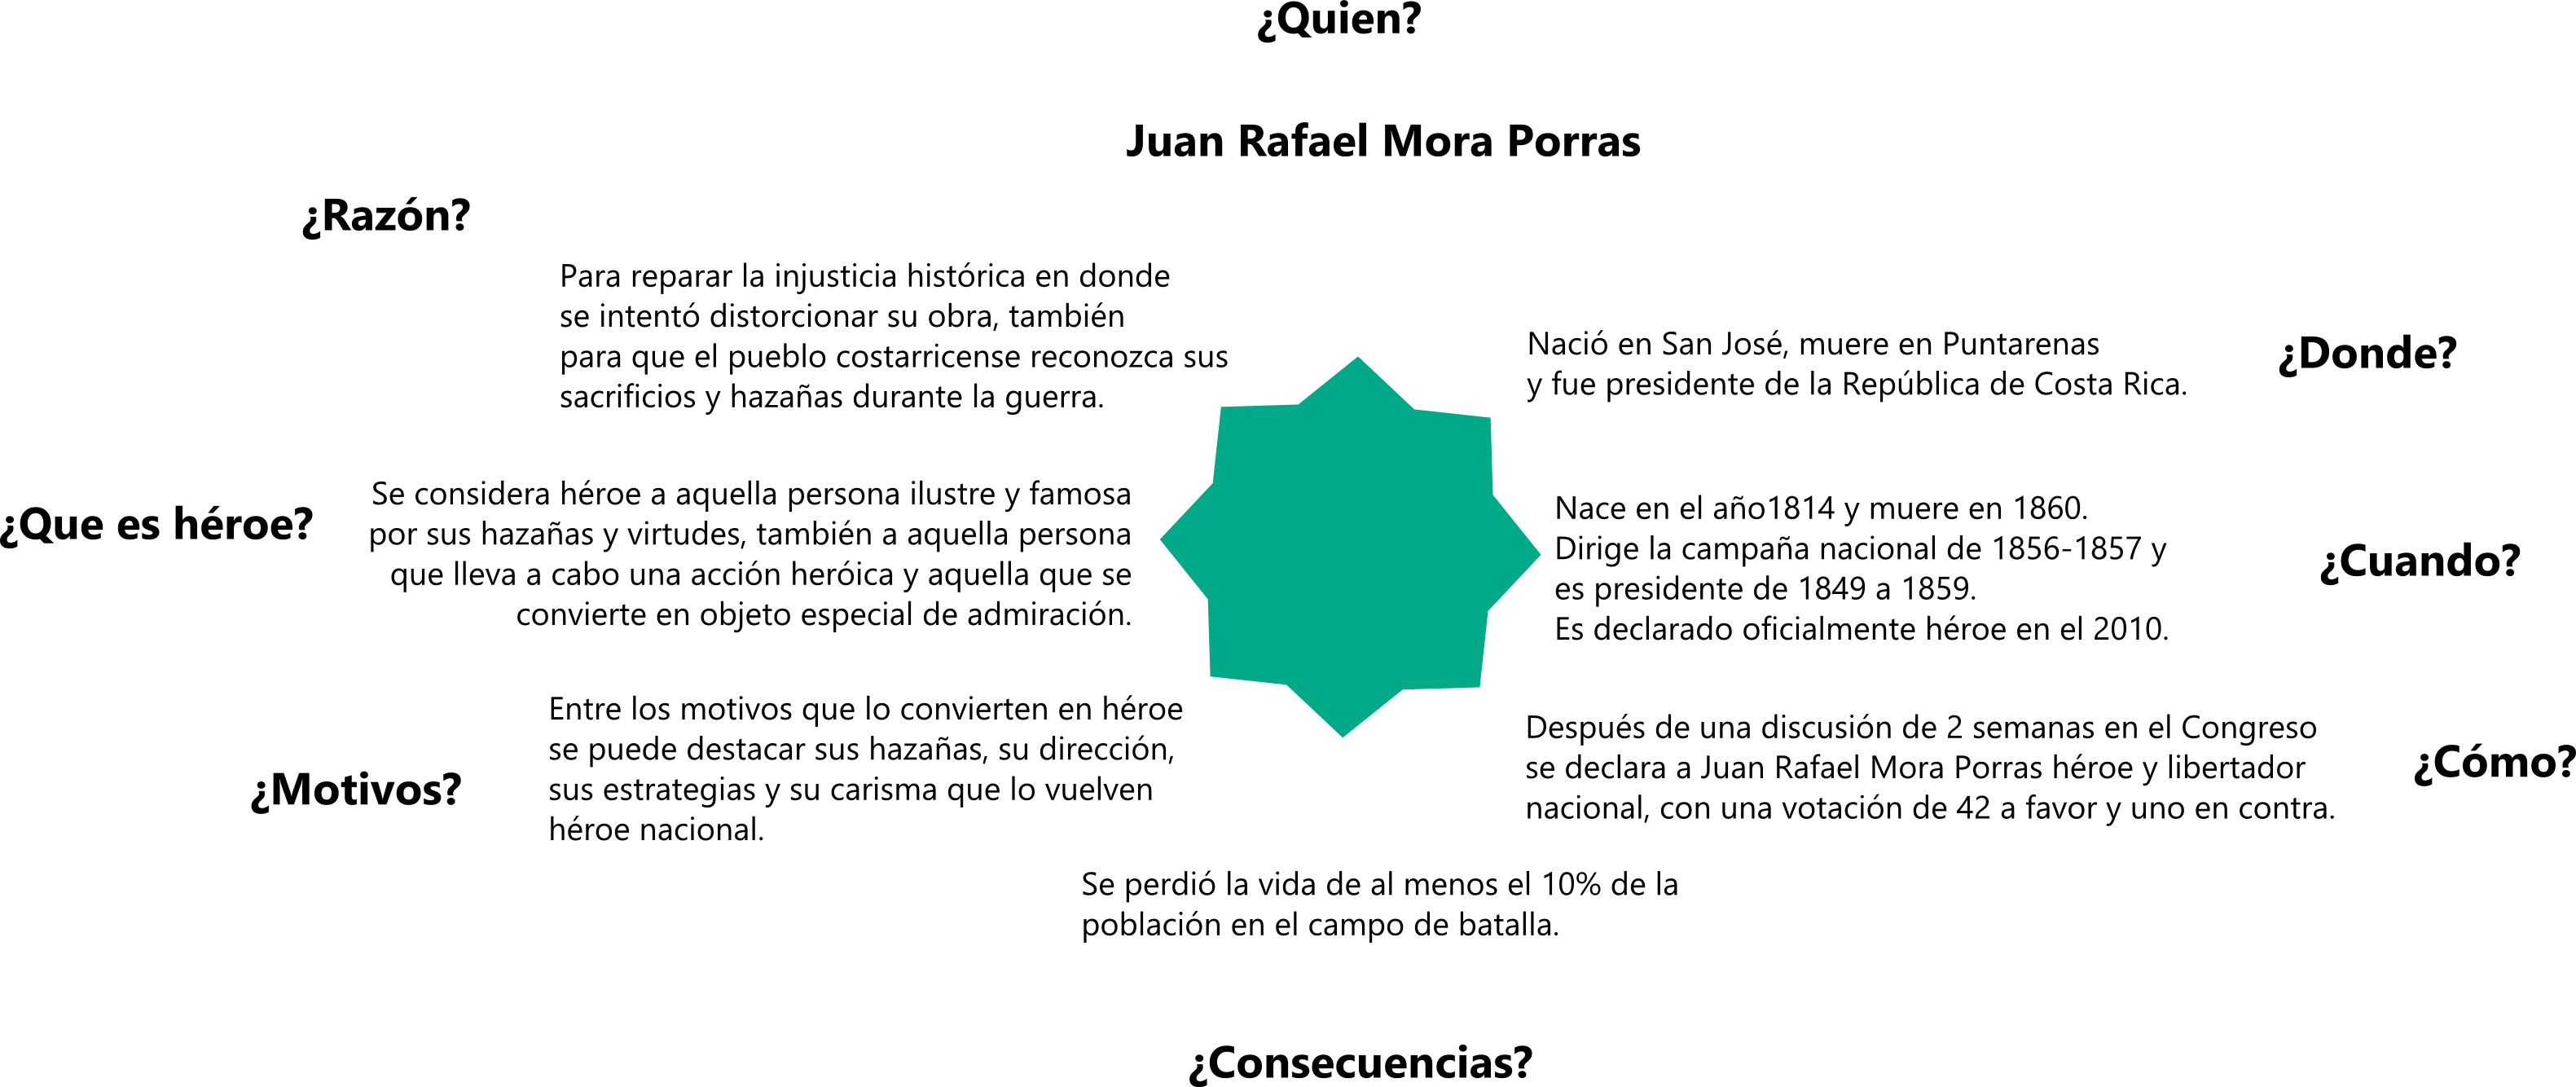 ¿Quien?
Juan Rafael Mora Porras
¿Razón?
Para reparar la injusticia histórica en donde
se intentó distorcionar su obra, también
para que el pueblo costarricense reconozca sus
sacrificios y hazañas durante la guerra.
Nació en San José, muere en Puntarenas
y fue presidente de la República de Costa Rica.
¿Donde?
¿Que es héroe?
Se considera héroe a aquella persona ilustre y famosa
por sus hazañas y virtudes, también a aquella persona
que lleva a cabo una acción heróica y aquella que se
convierte en objeto especial de admiración.
Nace en el año1814 y muere en 1860.
Dirige la campaña nacional de 1856-1857 y
es presidente de 1849 a 1859.
Es declarado oficialmente héroe en el 2010.
¿Cuando?
¿Motivos?
Entre los motivos que lo convierten en héroe
se puede destacar sus hazañas, su dirección,
sus estrategias y su carisma que lo vuelven
héroe nacional.
Después de una discusión de 2 semanas en el Congreso
se declara a Juan Rafael Mora Porras héroe y libertador
nacional, con una votación de 42 a favor y uno en contra.
¿Cómo?
Se perdió la vida de al menos el 10% de la
población en el campo de batalla.
¿Consecuencias?